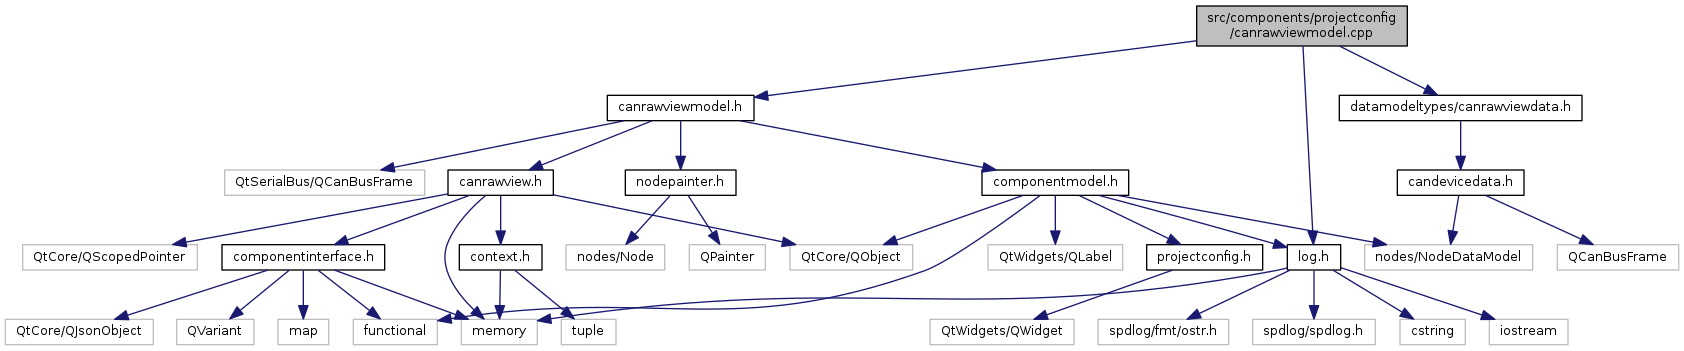 src/components/projectconfig
/canrawviewmodel.cpp
canrawviewmodel.h
datamodeltypes/canrawviewdata.h
QtSerialBus/QCanBusFrame
canrawview.h
nodepainter.h
componentmodel.h
candevicedata.h
QtCore/QScopedPointer
componentinterface.h
context.h
nodes/Node
QPainter
QtCore/QObject
QtWidgets/QLabel
projectconfig.h
log.h
nodes/NodeDataModel
QCanBusFrame
QtCore/QJsonObject
QVariant
map
functional
memory
tuple
QtWidgets/QWidget
spdlog/fmt/ostr.h
spdlog/spdlog.h
cstring
iostream